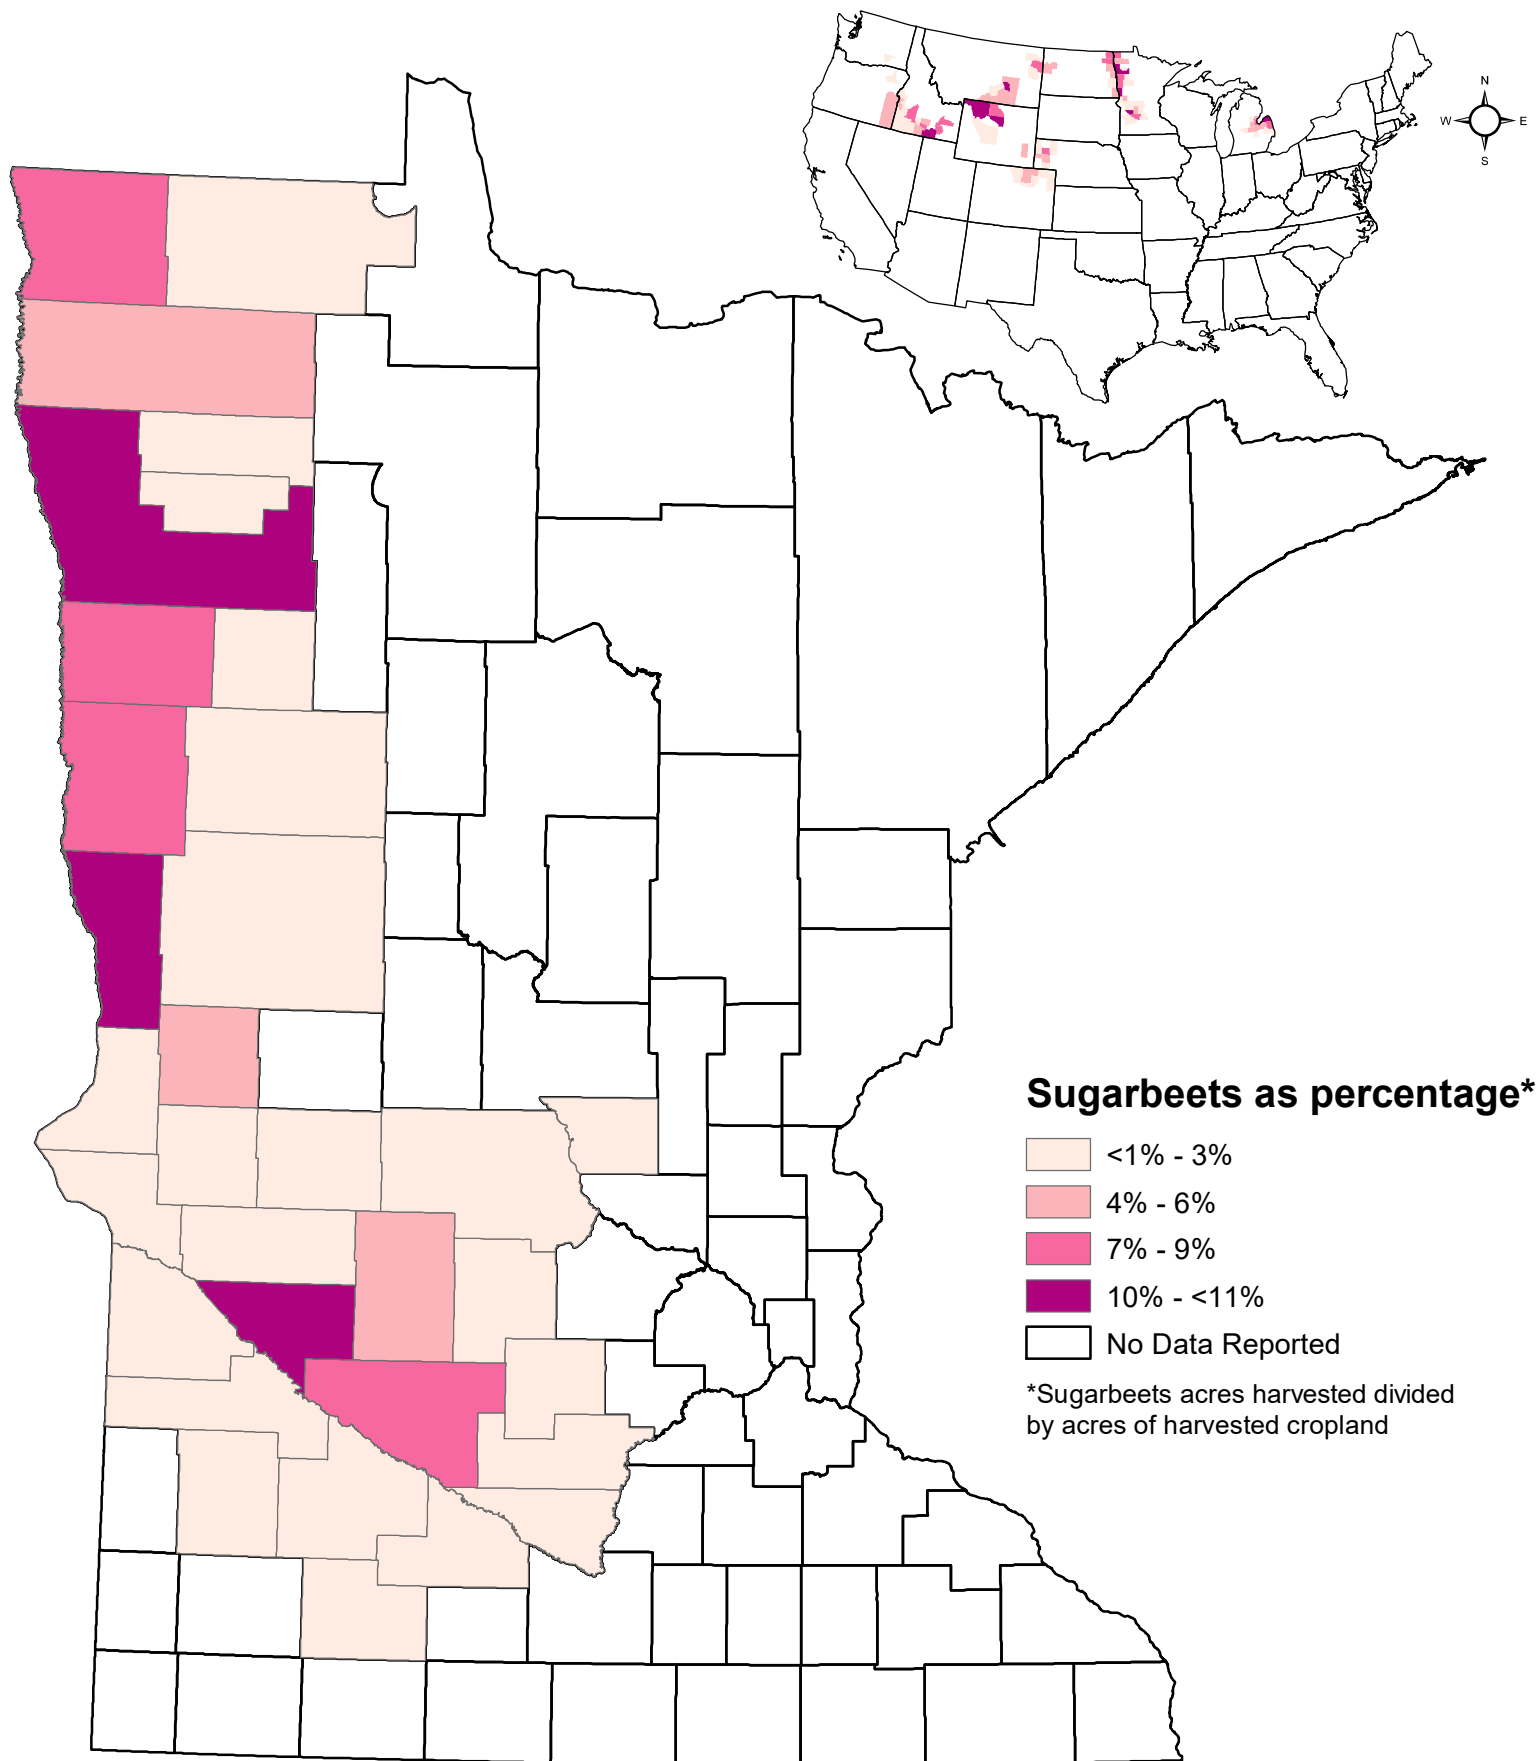 N
W E
S
Sugarbeets as percentage*
<1% - 3%
4% - 6%
7% - 9%
10% - <11%
No Data Reported
*Sugarbeets acres harvested divided
by acres of harvested cropland